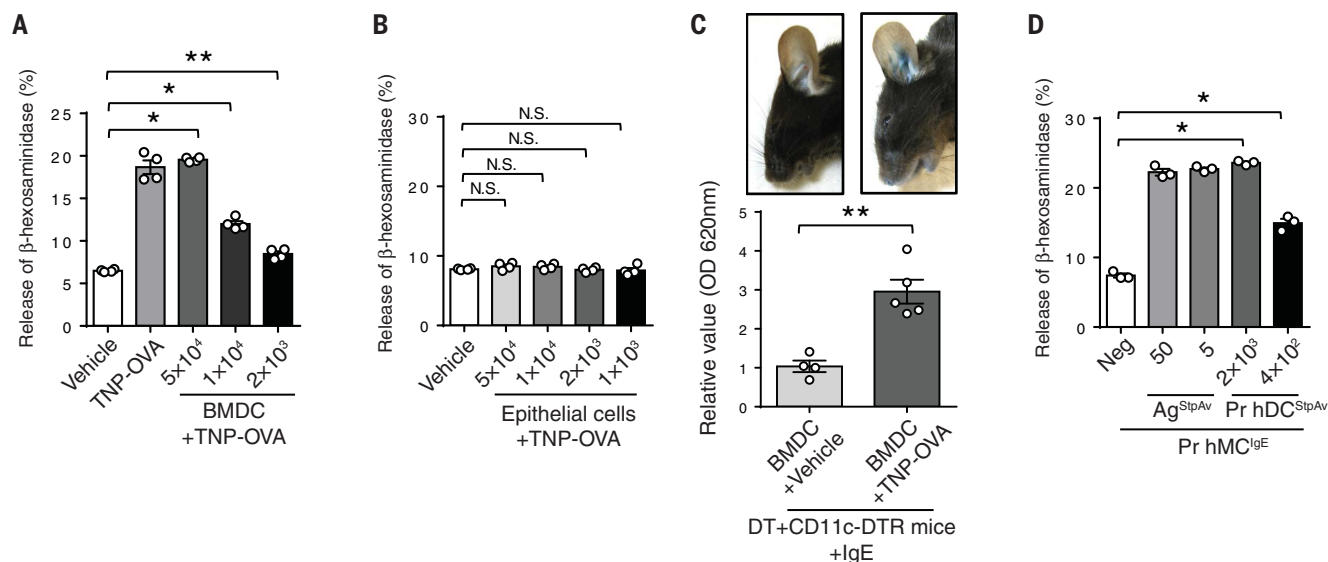 A
Release of β-hexosaminidase (%)
25
20
15
10
5
0
**
*
*
Vehicle
TNP-OVA
5×10⁴
1×10⁴
2×10³
BMDC
+TNP-OVA
B
Release of β-hexosaminidase (%)
30
20
10
0
N.S.
N.S.
N.S.
N.S.
Vehicle
5×10⁴
1×10⁴
2×10³
1×10³
Epithelial cells
+TNP-OVA
C
Relative value (OD 620nm)
5
4
3
2
1
0
**
BMDC
+Vehicle
BMDC
+TNP-OVA
DT+CD11c-DTR mice
+IgE
D
Release of β-hexosaminidase (%)
30
20
10
0
*
*
Neg
50
5
2×10³
4×10²
Ag^StpAv Pr hDC^StpAv
Pr hMC^IgE